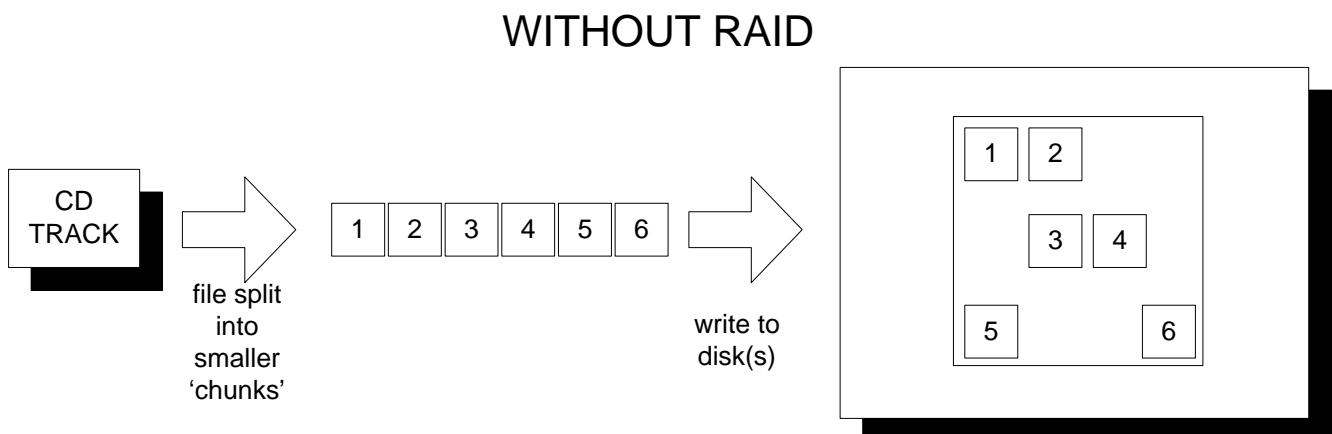 WITHOUT RAID
CD
TRACK
file split
into
smaller
‘chunks’
1 2 3 4 5 6
write to
disk(s)
1 2
3 4
5 6